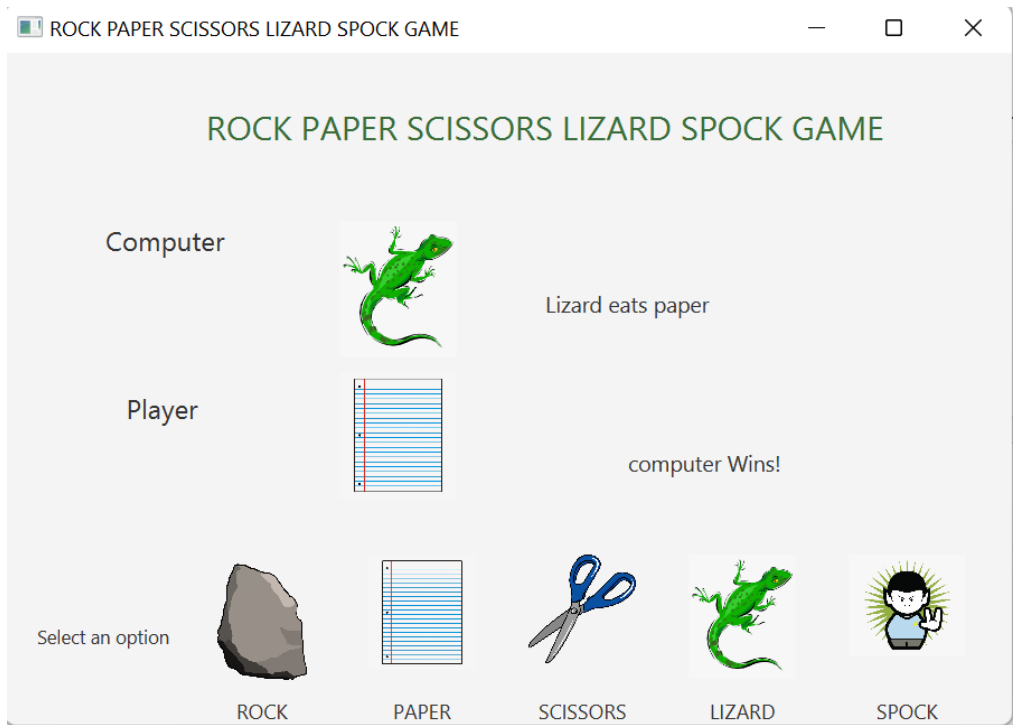 ROCK PAPER SCISSORS LIZARD SPOCK GAME
ROCK PAPER SCISSORS LIZARD SPOCK GAME
Computer
Lizard eats paper
Player
computer Wins!
Select an option
ROCK PAPER SCISSORS LIZARD SPOCK